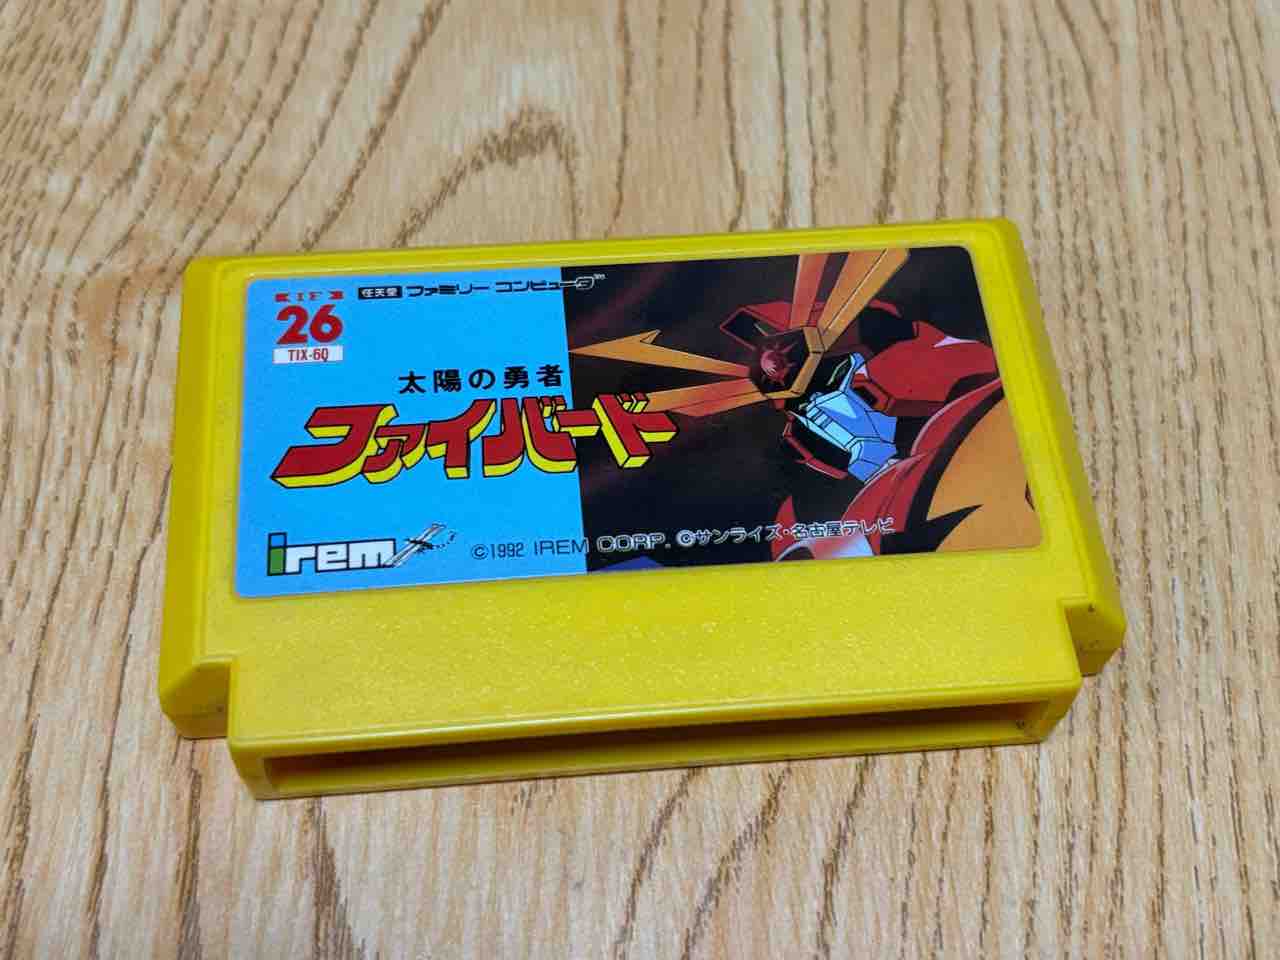 IF
26
TIX-6Q
任天堂 ファミリーコンピュータ™
太陽の勇者
ファイバード
irem
©1992 IREM CORP. ©サンライズ・名古屋テレビ